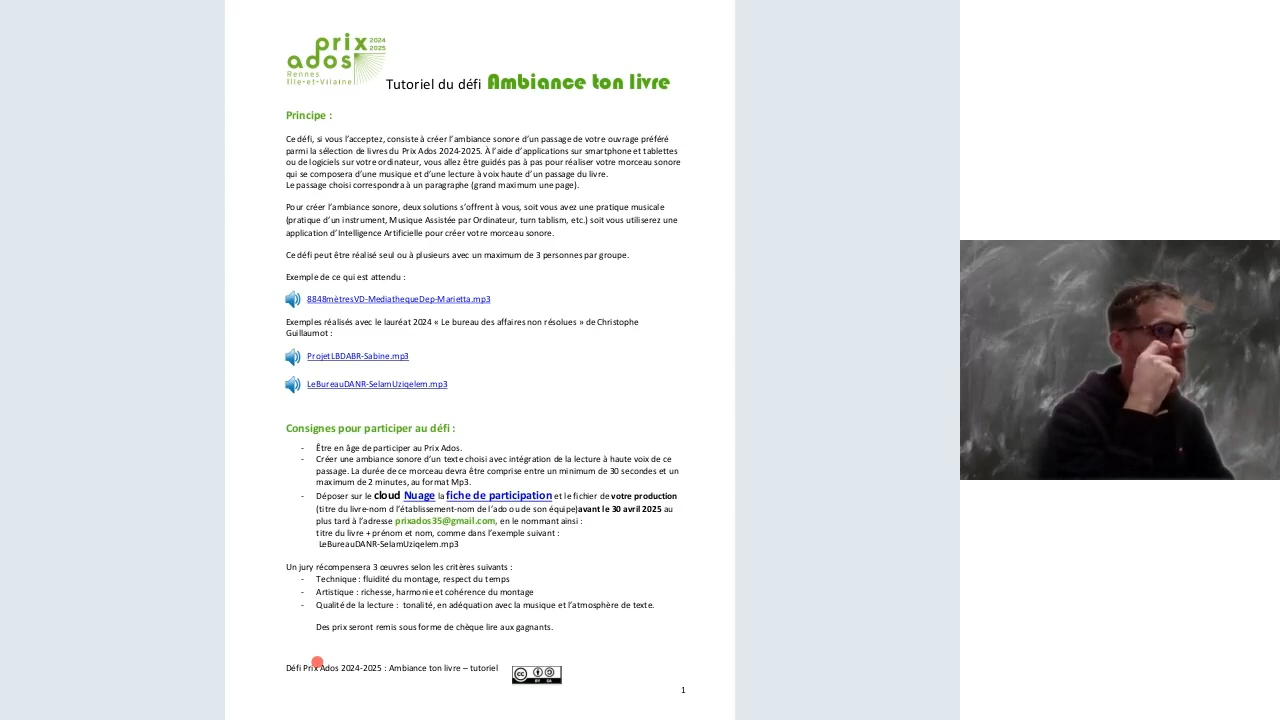 prix 2024
2025
ados
Rennes
Ille-et-Vilaine
Tutoriel du défi Ambiance ton livre
Principe :
Ce défi, si vous l'acceptez, consiste à créer l'ambiance sonore d'un passage de votre ouvrage préféré
parmi la sélection de livres du Prix Ados 2024-2025. À l'aide d'applications sur smartphone et tablettes
ou de logiciels sur votre ordinateur, vous allez être guidés pas à pas pour réaliser votre morceau sonore
qui se composera d'une musique et d'une lecture à voix haute d'un passage du livre.
Le passage choisi correspondra à un paragraphe (grand maximum une page).
Pour créer l'ambiance sonore, deux solutions s'offrent à vous, soit vous avez une pratique musicale
(pratique d'un instrument, Musique Assistée par Ordinateur, turn tablism, etc.) soit vous utiliserez une
application d'Intelligence Artificielle pour créer votre morceau sonore.
Ce défi peut être réalisé seul ou à plusieurs avec un maximum de 3 personnes par groupe.
Exemple de ce qui est attendu :
8848mètresVD-MediathequeDep-Marietta.mp3
Exemples réalisés avec le lauréat 2024 « Le bureau des affaires non résolues » de Christophe
Guillaumot :
ProjetLBDABR-Sabine.mp3
LeBureauDANR-SelamUziqelem.mp3
Consignes pour participer au défi :
- Être en âge de participer au Prix Ados.
- Créer une ambiance sonore d'un texte choisi avec intégration de la lecture à haute voix de ce
passage. La durée de ce morceau devra être comprise entre un minimum de 30 secondes et un
maximum de 2 minutes, au format Mp3.
- Déposer sur le cloud Nuage la fiche de participation et le fichier de votre production
(titre du livre-nom d l'établissement-nom de l'ado ou de son équipe)avant le 30 avril 2025 au
plus tard à l'adresse prixados35@gmail.com, en le nommant ainsi :
titre du livre + prénom et nom, comme dans l'exemple suivant :
LeBureauDANR-SelamUziqelem.mp3
Un jury récompensera 3 œuvres selon les critères suivants :
- Technique : fluidité du montage, respect du temps
- Artistique : richesse, harmonie et cohérence du montage
- Qualité de la lecture : tonalité, en adéquation avec la musique et l'atmosphère de texte.
Des prix seront remis sous forme de chèque lire aux gagnants.
Défi Prix Ados 2024-2025 : Ambiance ton livre – tutoriel
cc BY SA
1